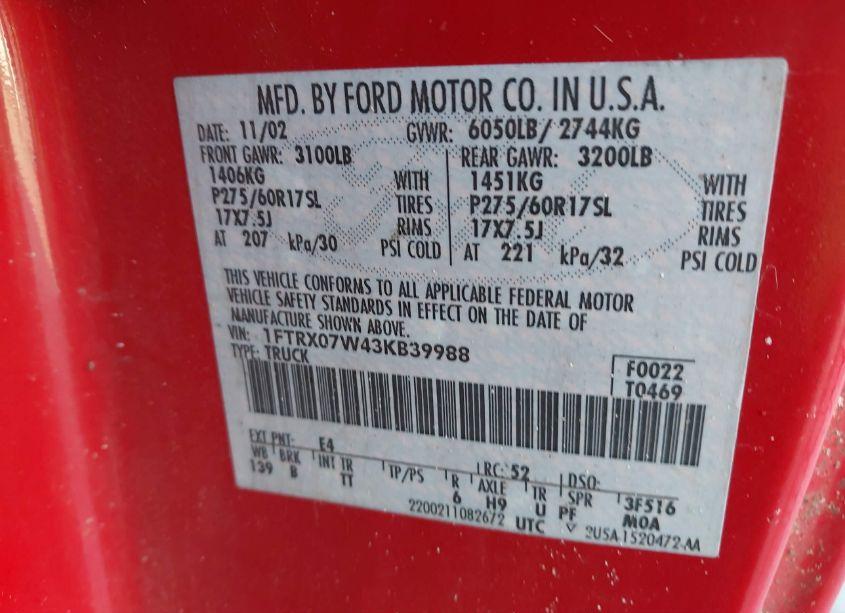 MFD. BY FORD MOTOR CO. IN U.S.A.
DATE: 11/02 GVWR: 6050LB/ 2744KG
FRONT GAWR: 3100LB REAR GAWR: 3200LB
1406KG WITH 1451KG WITH
P275/60R17SL TIRES P275/60R17SL TIRES
17X7.5J RIMS 17X7.5J RIMS
AT 207 kPa/30 PSI COLD AT 221 kPa/32 PSI COLD
THIS VEHICLE CONFORMS TO ALL APPLICABLE FEDERAL MOTOR
VEHICLE SAFETY STANDARDS IN EFFECT ON THE DATE OF
MANUFACTURE SHOWN ABOVE.
VIN: 1FTRX07W43KB39988
TYPE: TRUCK
F0022
T0469
EXT PNT: E4 RC: 52 DSO:
WB BRK INT TR TP/PS R AXLE TR SPR 3F516
139 B TT 6 H9 U PF M0A
2200211082672 UTC 2USA-1520472-AA